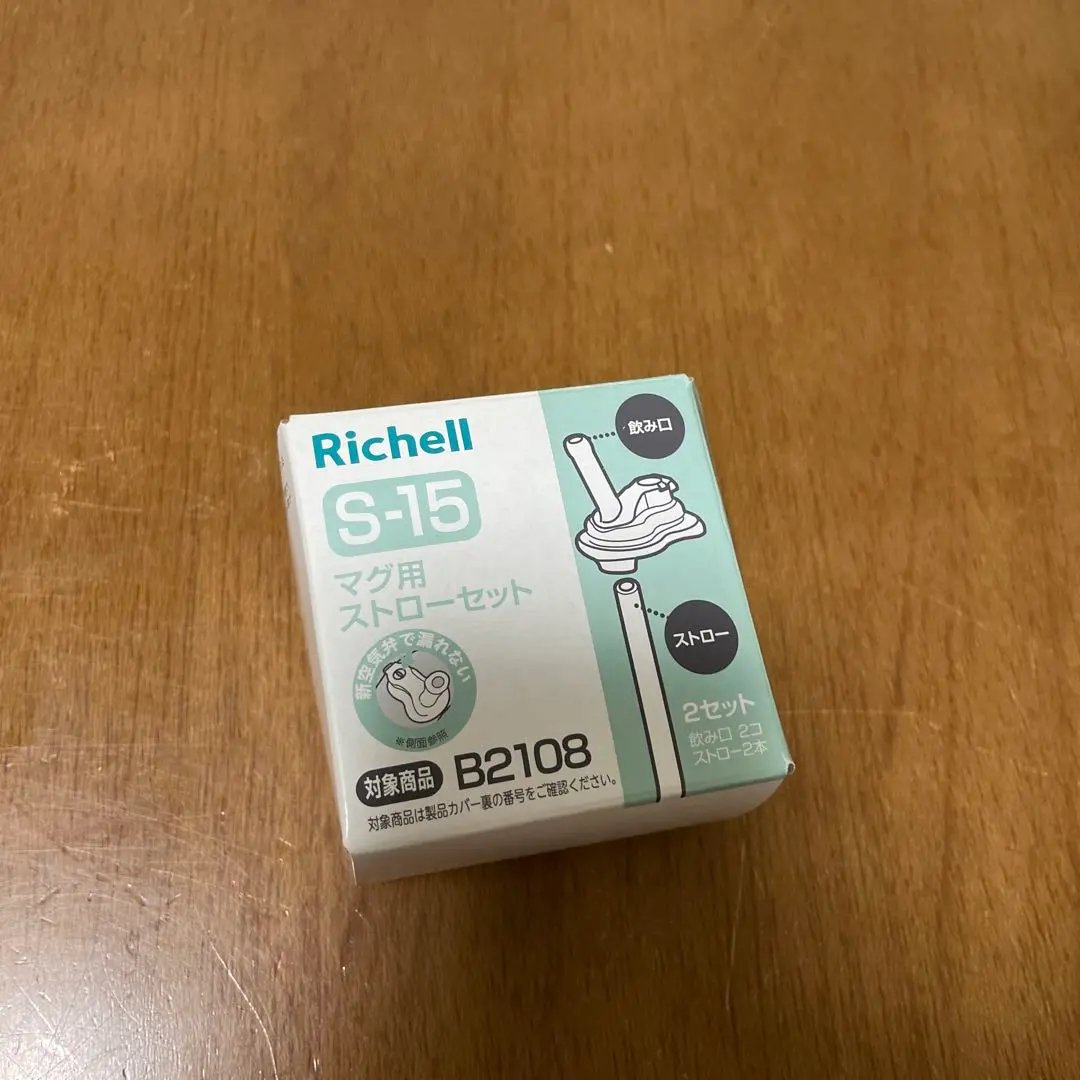 Richell
S-15
マグ用
ストローセット
新空気弁で漏れない
※側面参照
対象商品 B2108
対象商品は製品カバー裏の番号をご確認ください。
飲み口
ストロー
2セット
飲み口 2コ
ストロー2本